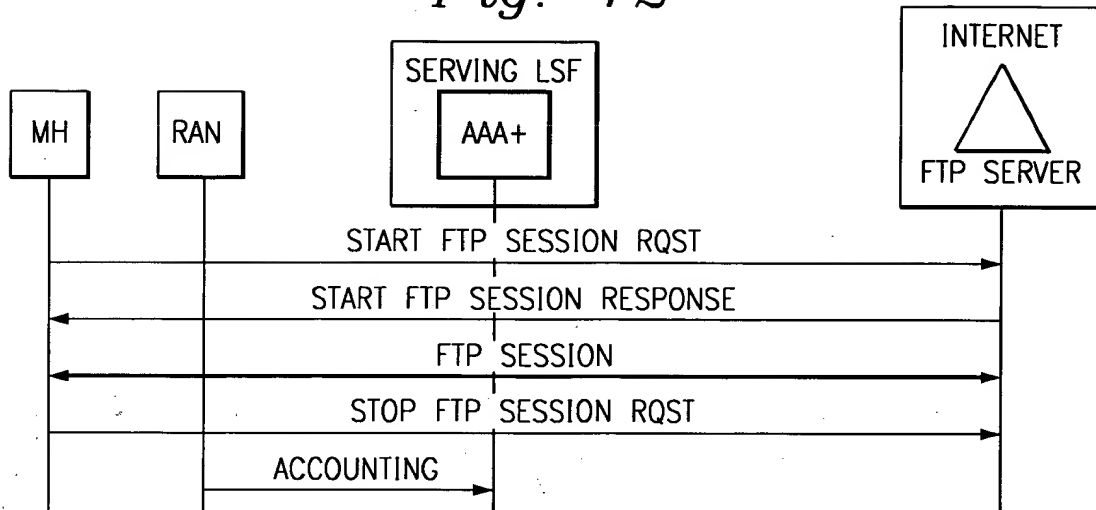 MH
RAN
SERVING LSF
AAA+
INTERNET
FTP SERVER
START FTP SESSION RQST
START FTP SESSION RESPONSE
FTP SESSION
STOP FTP SESSION RQST
ACCOUNTING